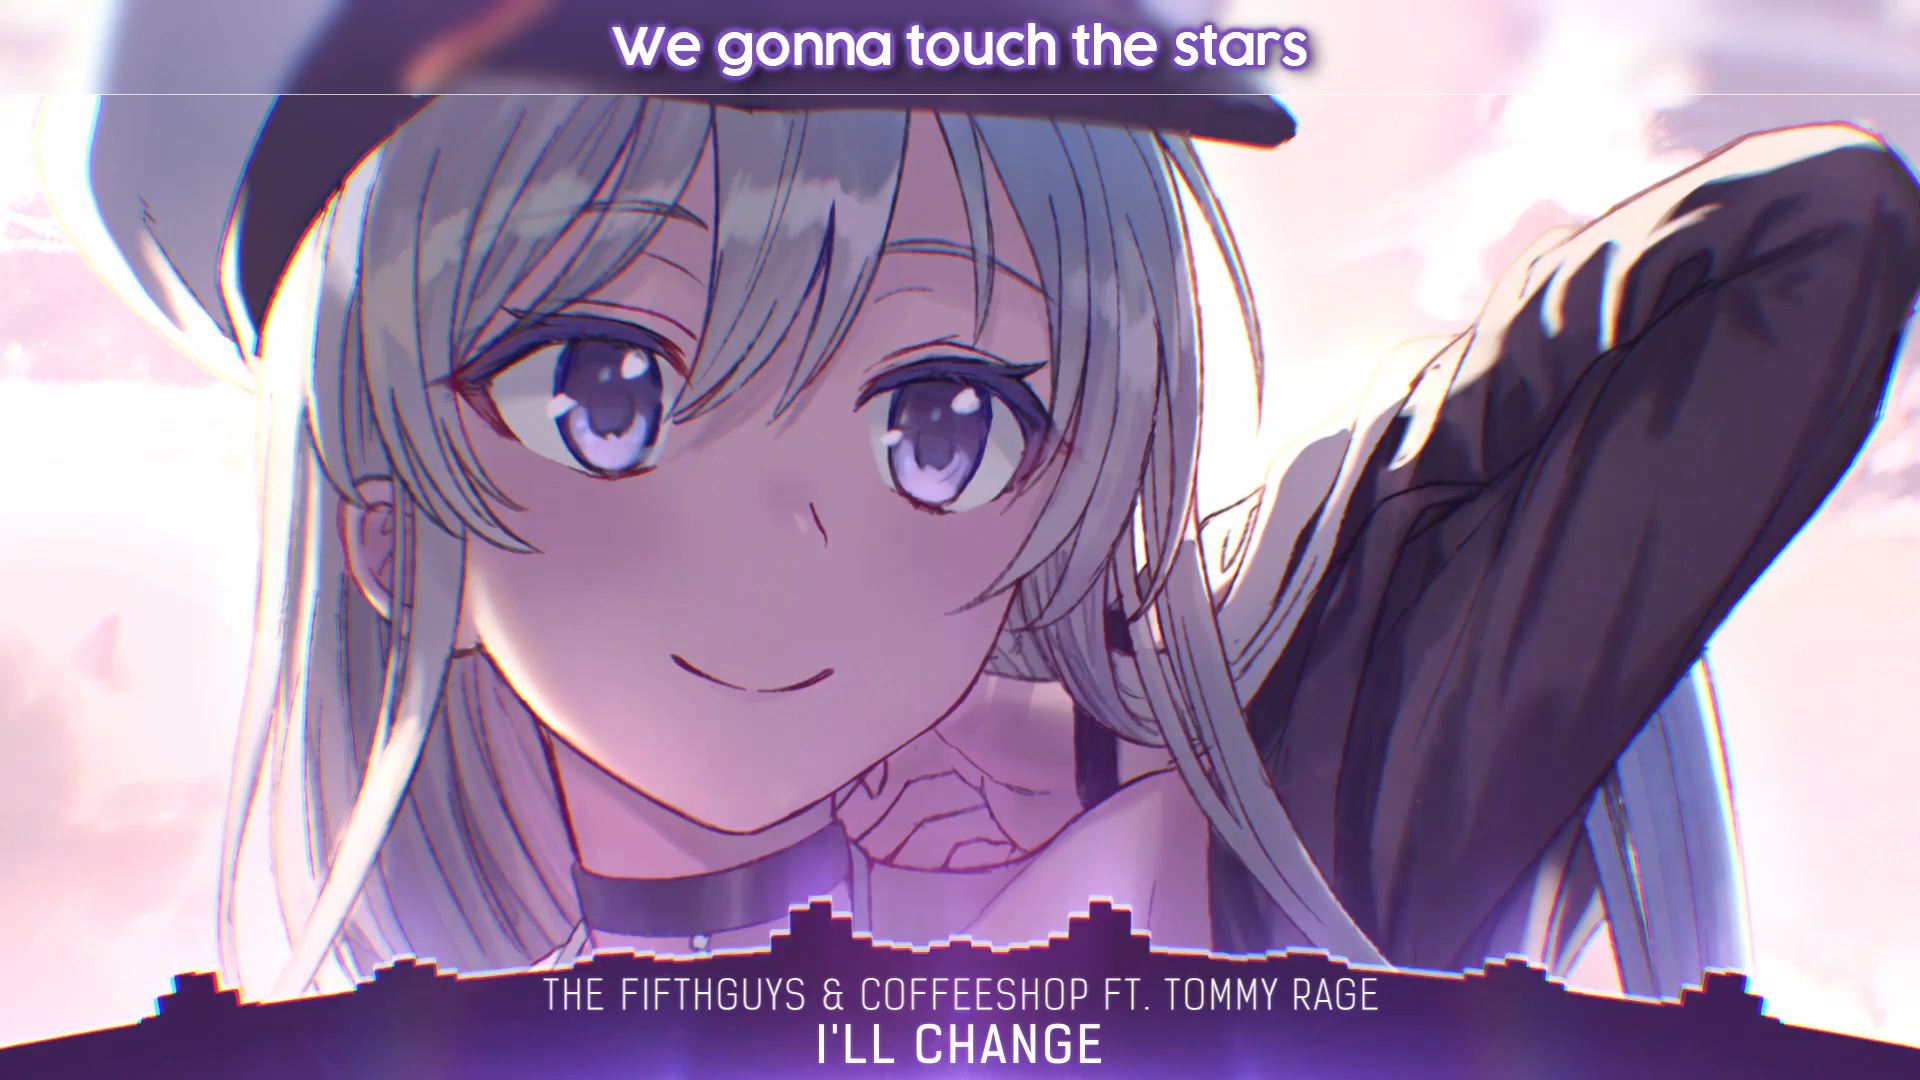 We gonna touch the stars
THE FIFTHGUYS & COFFEESHOP FT. TOMMY RAGE
I'LL CHANGE